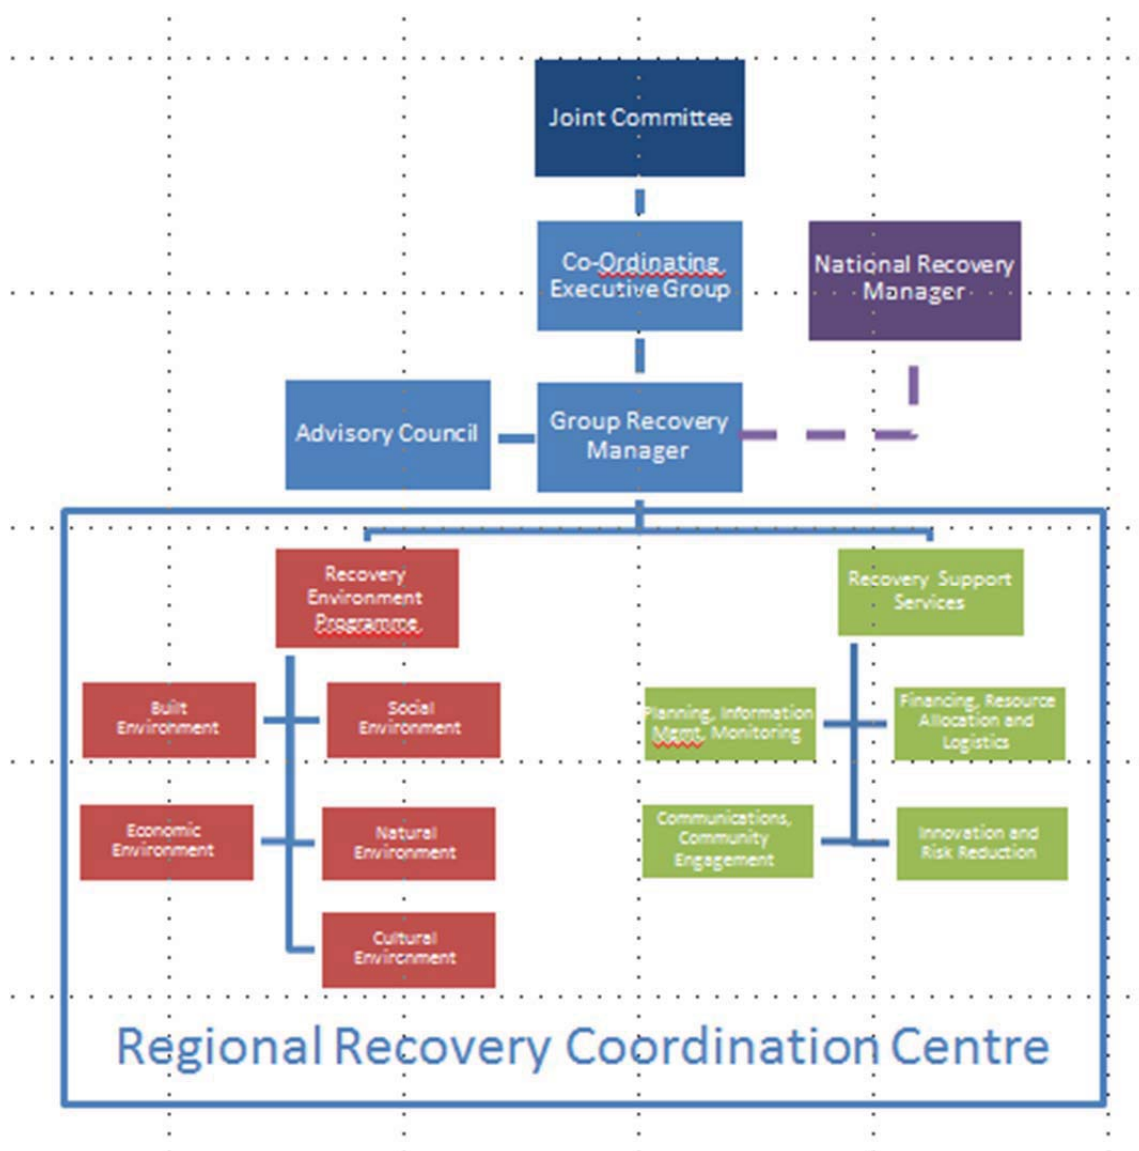 Joint Committee
Co-Ordinating
Executive Group
National Recovery
Manager
Advisory Council
Group Recovery
Manager
Recovery
Environment
Programme
Recovery Support
Services
Built
Environment
Social
Environment
Planning, Information
Mgmt, Monitoring
Financing, Resource
Allocation and
Logistics
Economic
Environment
Natural
Environment
Communications,
Community
Engagement
Innovation and
Risk Reduction
Cultural
Environment
Regional Recovery Coordination Centre